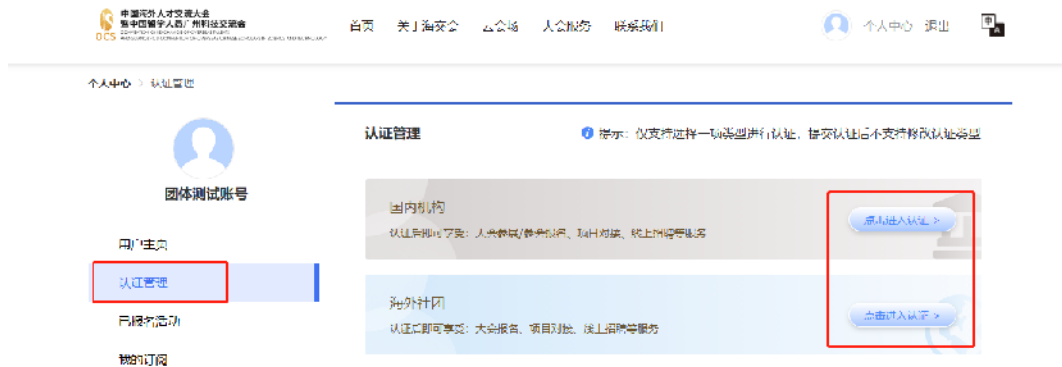 中国海外人才交流大会
暨中国留学人员广州科技交流会
OCS
首页 关于海交会 云会场 大会服务 联系我们 个人中心 退出 中 A
个人中心 > 认证管理
团体测试账号
用户主页
认证管理
已报名活动
我的订阅
认证管理 提示：仅支持选择一项类型进行认证，提交认证后不支持修改认证类型
国内机构
认证后即可享受：大会参展/参会报名、项目对接、线上招聘等服务
点击进入认证 >
海外社团
认证后即可享受：大会报名、项目对接、线上招聘等服务
点击进入认证 >